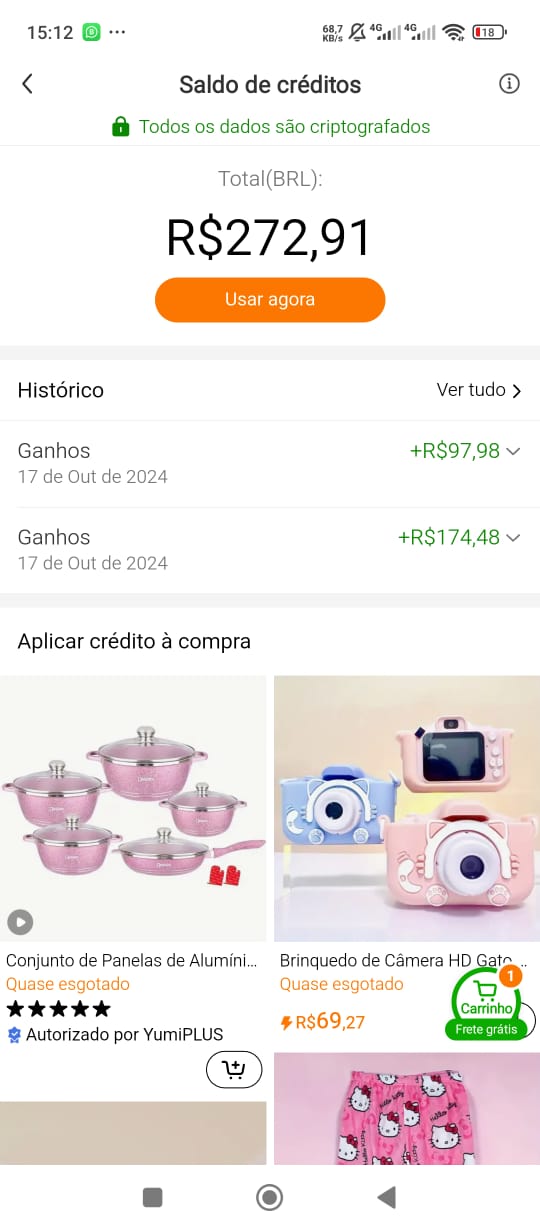 15:12
68,7
KB/s
4G
4G
18
Saldo de créditos
Todos os dados são criptografados
Total(BRL):
R$272,91
Usar agora
Histórico
Ver tudo
Ganhos
+R$97,98
17 de Out de 2024
Ganhos
+R$174,48
17 de Out de 2024
Aplicar crédito à compra
Conjunto de Panelas de Alumíni...
Quase esgotado
Autorizado por YumiPLUS
Brinquedo de Câmera HD Gato ...
Quase esgotado
R$69,27
1
Carrinho
Frete grátis